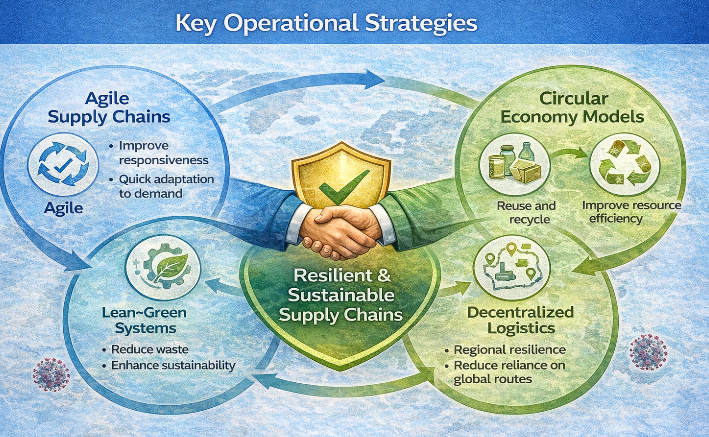 Key Operational Strategies
Agile
Supply Chains
• Improve
responsiveness
• Quick adaptation
to demand
Agile
Circular
Economy Models
Reuse and
recycle
Improve resource
efficiency
Resilient &
Sustainable
Supply Chains
Lean-Green
Systems
• Reduce waste
• Enhance sustainability
Decentralized
Logistics
• Regional resilience
• Reduce reliance on
global routes